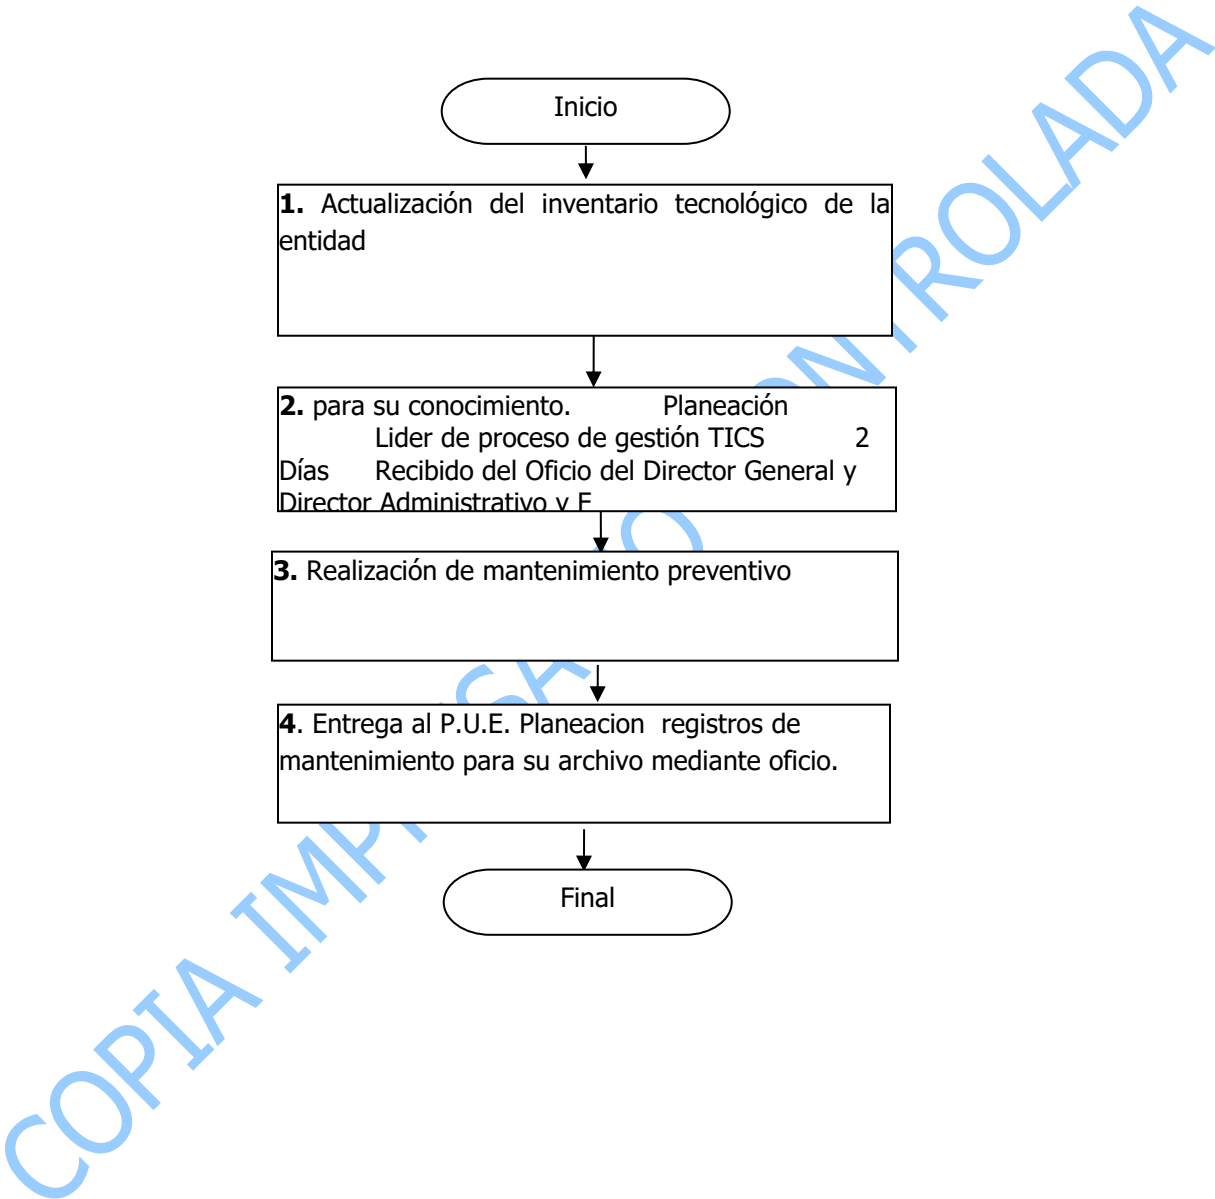 Inicio
1. Actualización del inventario tecnológico de la
entidad
2. para su conocimiento. Planeación
Lider de proceso de gestión TICS 2
Días Recibido del Oficio del Director General y
Director Administrativo y F
3. Realización de mantenimiento preventivo
4. Entrega al P.U.E. Planeacion registros de
mantenimiento para su archivo mediante oficio.
Final
COPIA IMPRESA NO CONTROLADA